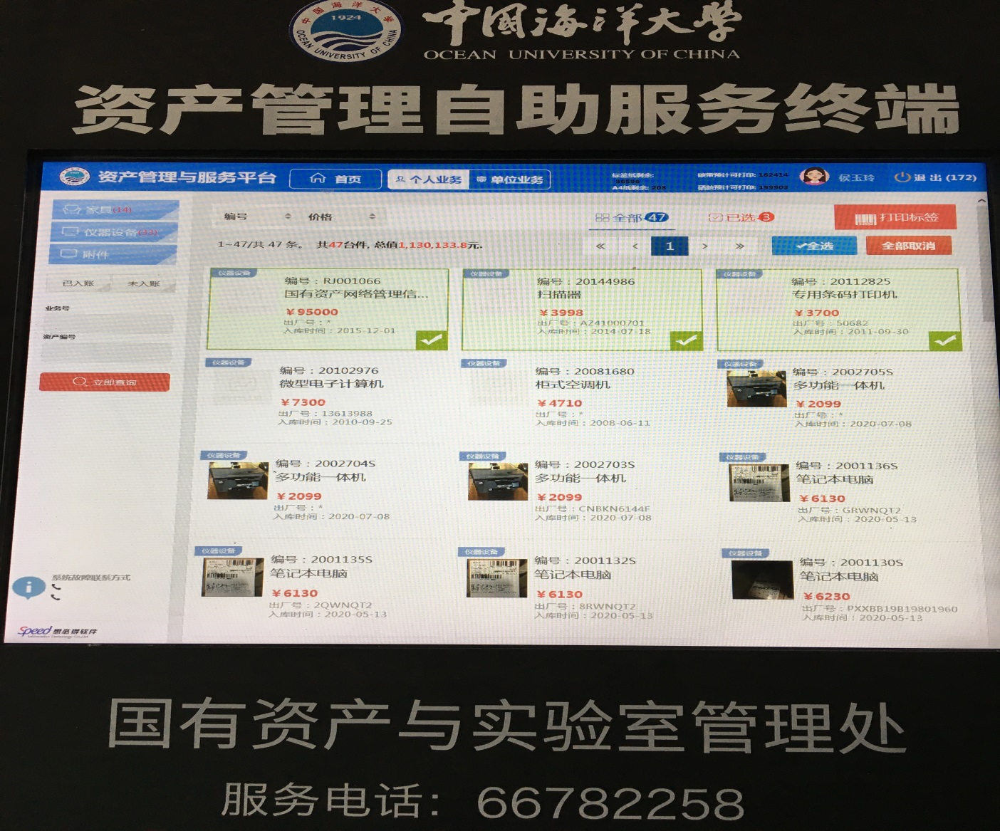 中国海洋大学
1924
OCEAN UNIVERSITY OF CHINA
中国海洋大学
OCEAN UNIVERSITY OF CHINA
资产管理自助服务终端
资产管理与服务平台
首页
个人业务
单位业务
标签纸剩余:
96596
A4纸剩余: 203
碳带预计可打印: 162414
硒鼓预计可打印: 199903
侯玉玲
退出 (172)
家具(14)
仪器设备(33)
附件
已入账 未入账
业务号
资产编号
立即查询
编号 价格
全部 47
已选 3
打印标签
1~47/共 47 条。 共47台件, 总值1,130,133.8元.
« < 1 > »
全选
全部取消
仪器设备
编号：RJ001066
国有资产网络管理信...
￥95000
出厂号：*
入库时间：2015-12-01
仪器设备
编号：20144986
扫描器
￥3998
出厂号：AZ41000701
入库时间：2014-07-18
仪器设备
编号：20112825
专用条码打印机
￥3700
出厂号：50682
入库时间：2011-09-30
仪器设备
编号：20102976
微型电子计算机
￥7300
出厂号：13613988
入库时间：2010-09-25
仪器设备
编号：20081680
柜式空调机
￥4710
出厂号：*
入库时间：2008-06-11
仪器设备
编号：2002705S
多功能一体机
￥2099
出厂号：*
入库时间：2020-07-08
仪器设备
编号：2002704S
多功能一体机
￥2099
出厂号：*
入库时间：2020-07-08
仪器设备
编号：2002703S
多功能一体机
￥2099
出厂号：CNBKN6144F
入库时间：2020-07-08
仪器设备
编号：2001136S
笔记本电脑
￥6130
出厂号：GRWNQT2
入库时间：2020-05-13
仪器设备
编号：2001135S
笔记本电脑
￥6130
出厂号：2QWNQT2
入库时间：2020-05-13
仪器设备
编号：2001132S
笔记本电脑
￥6130
出厂号：8RWNQT2
入库时间：2020-05-13
仪器设备
编号：2001130S
笔记本电脑
￥6230
出厂号：PXXBB19B19801960
入库时间：2020-05-13
系统故障联系方式
Speed 思必得软件
国有资产与实验室管理处
服务电话：66782258